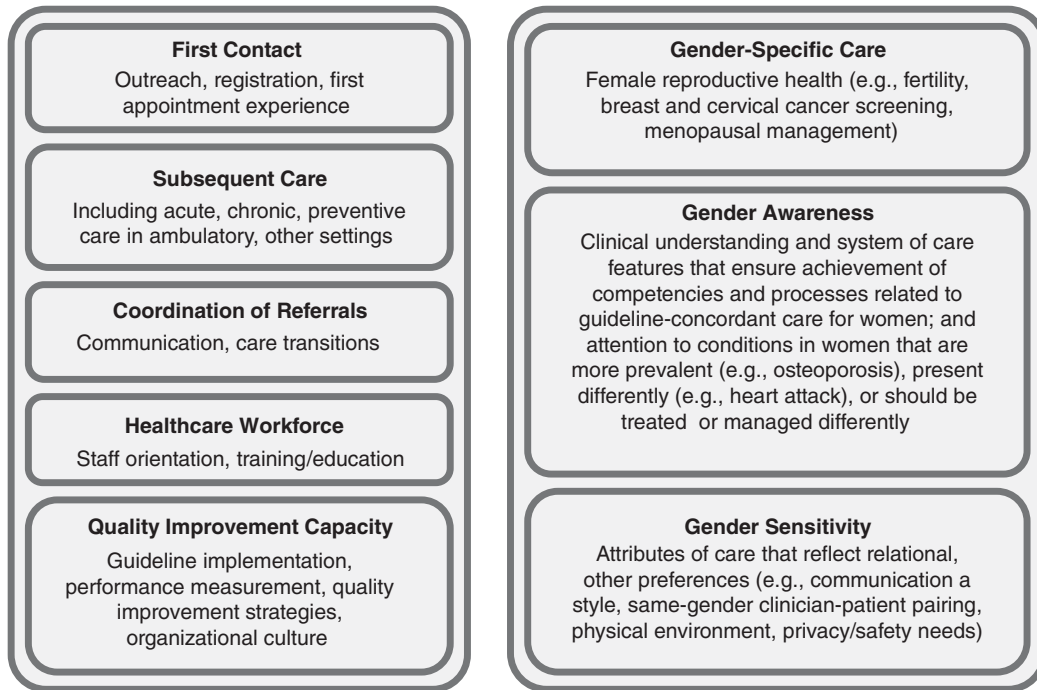 First Contact
Outreach, registration, first
appointment experience
Subsequent Care
Including acute, chronic, preventive
care in ambulatory, other settings
Coordination of Referrals
Communication, care transitions
Healthcare Workforce
Staff orientation, training/education
Quality Improvement Capacity
Guideline implementation,
performance measurement, quality
improvement strategies,
organizational culture
Gender-Specific Care
Female reproductive health (e.g., fertility,
breast and cervical cancer screening,
menopausal management)
Gender Awareness
Clinical understanding and system of care
features that ensure achievement of
competencies and processes related to
guideline-concordant care for women; and
attention to conditions in women that are
more prevalent (e.g., osteoporosis), present
differently (e.g., heart attack), or should be
treated or managed differently
Gender Sensitivity
Attributes of care that reflect relational,
other preferences (e.g., communication a
style, same-gender clinician-patient pairing,
physical environment, privacy/safety needs)